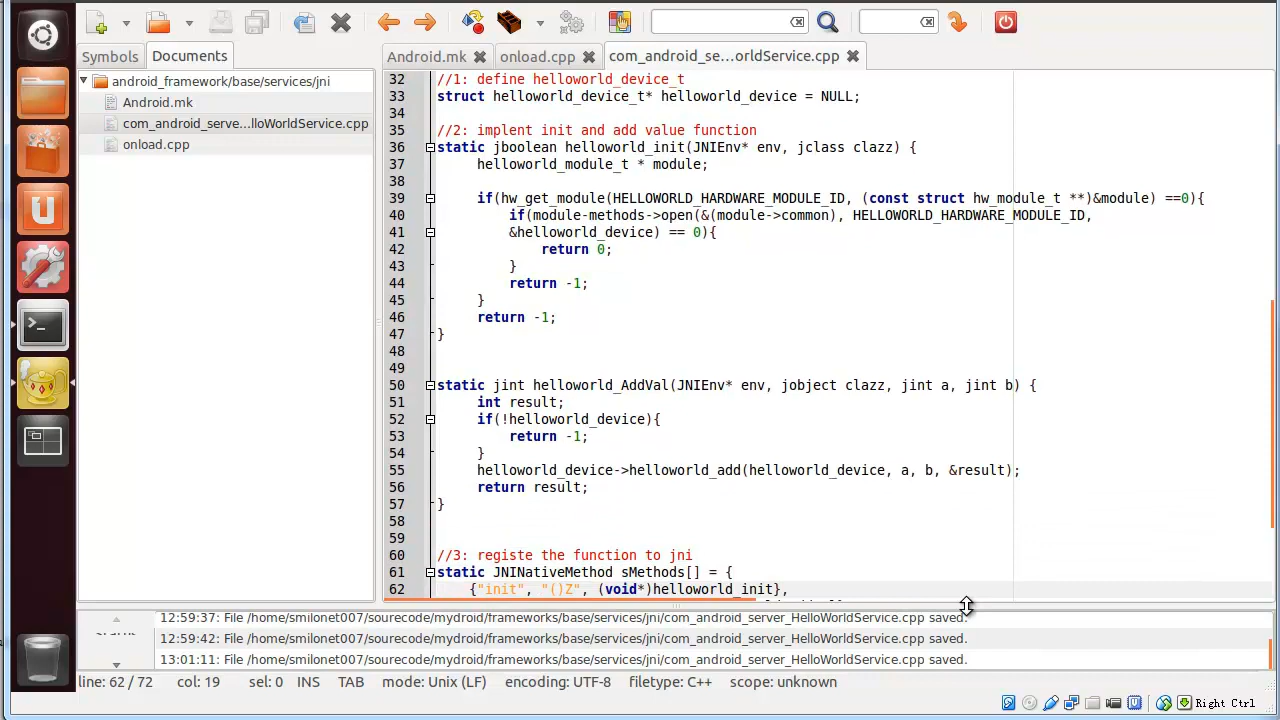 Symbols Documents Android.mk onload.cpp com_android_se...orldService.cpp
android_framework/base/services/jni
Android.mk
com_android_serve...lloWorldService.cpp
onload.cpp
32 //1: define helloworld_device_t
33 struct helloworld_device_t* helloworld_device = NULL;
34
35 //2: implent init and add value function
36 static jboolean helloworld_init(JNIEnv* env, jclass clazz) {
37 helloworld_module_t * module;
38
39 if(hw_get_module(HELLOWORLD_HARDWARE_MODULE_ID, (const struct hw_module_t **)&module) ==0){
40 if(module-methods->open(&(module->common), HELLOWORLD_HARDWARE_MODULE_ID,
41 &helloworld_device) == 0){
42 return 0;
43 }
44 return -1;
45 }
46 return -1;
47 }
48
49
50 static jint helloworld_AddVal(JNIEnv* env, jobject clazz, jint a, jint b) {
51 int result;
52 if(!helloworld_device){
53 return -1;
54 }
55 helloworld_device->helloworld_add(helloworld_device, a, b, &result);
56 return result;
57 }
58
59
60 //3: registe the function to jni
61 static JNINativeMethod sMethods[] = {
62 {"init", "()Z", (void*)helloworld_init},
12:59:37: File /home/smilonet007/sourecode/mydroid/frameworks/base/services/jni/com_android_server_HelloWorldService.cpp saved.
12:59:42: File /home/smilonet007/sourecode/mydroid/frameworks/base/services/jni/com_android_server_HelloWorldService.cpp saved.
13:01:11: File /home/smilonet007/sourecode/mydroid/frameworks/base/services/jni/com_android_server_HelloWorldService.cpp saved.
line: 62 / 72 col: 19 sel: 0 INS TAB mode: Unix (LF) encoding: UTF-8 filetype: C++ scope: unknown
Right Ctrl